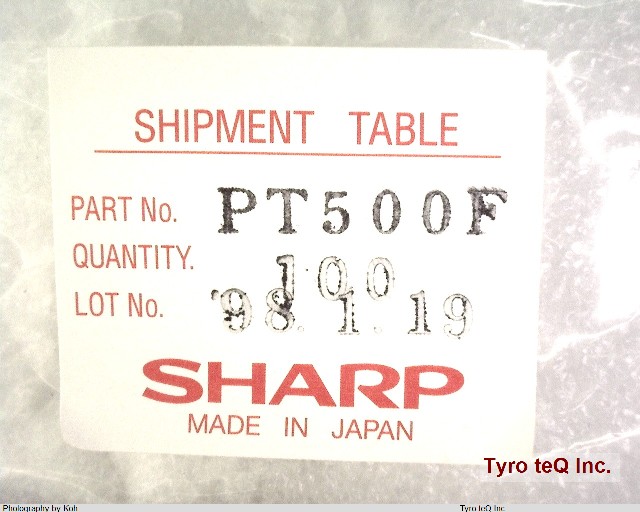 SHIPMENT TABLE
PART No. PT500F
QUANTITY. 100
LOT No. '98.1.19
SHARP
MADE IN JAPAN
Tyro teQ Inc.
Photography by Koh Tyro teQ Inc